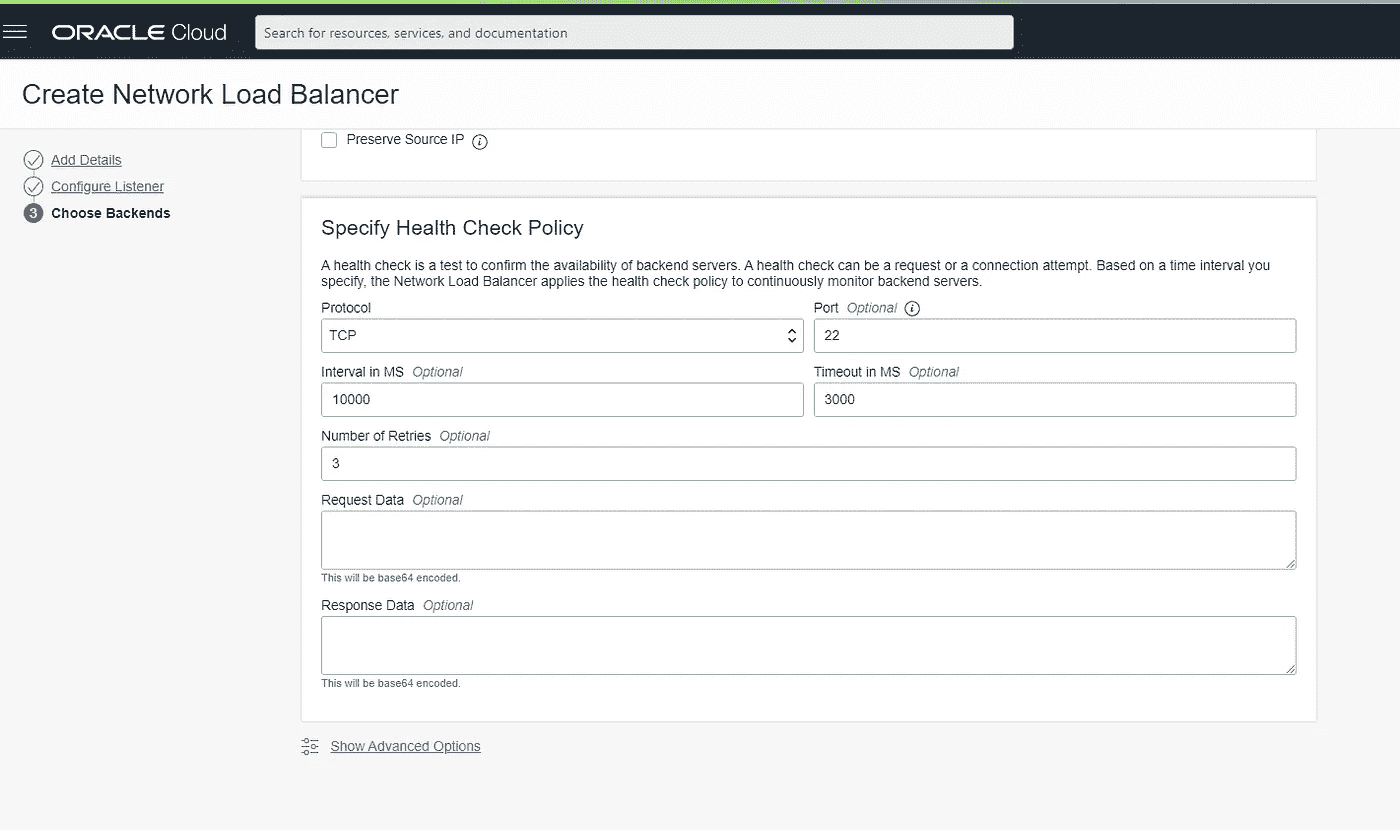 ORACLE Cloud
Search for resources, services, and documentation
Create Network Load Balancer
Add Details
Configure Listener
3 Choose Backends
Preserve Source IP i
Specify Health Check Policy
A health check is a test to confirm the availability of backend servers. A health check can be a request or a connection attempt. Based on a time interval you
specify, the Network Load Balancer applies the health check policy to continuously monitor backend servers.
Protocol
TCP
Port Optional i
22
Interval in MS Optional
10000
Timeout in MS Optional
3000
Number of Retries Optional
3
Request Data Optional
This will be base64 encoded.
Response Data Optional
This will be base64 encoded.
Show Advanced Options